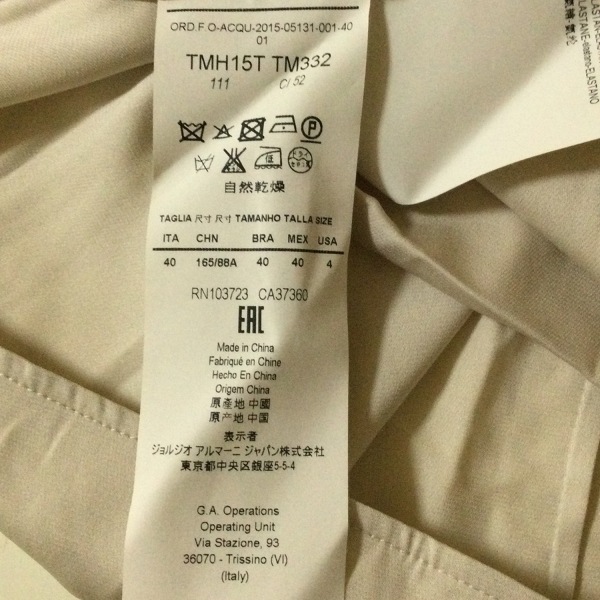 ORD.F.O-ACQU-2015-05131-001-40
01
TMH15T TM332
111 C/ 52
自然乾燥
TAGLIA 尺寸 尺寸 TAMANHO TALLA SIZE
ITA CHN BRA MEX USA
40 165/88A 40 40 4
RN103723 CA37360
EAC
Made in China
Fabriqué en Chine
Hecho En China
Origem China
原產地 中國
原产地 中国
表示者
ジョルジオ アルマーニ ジャパン株式会社
東京都中央区銀座5-5-4
G.A. Operations
Operating Unit
Via Stazione, 93
36070 - Trissino (VI)
(Italy)
ELASTANE-elastano-ELASTANO